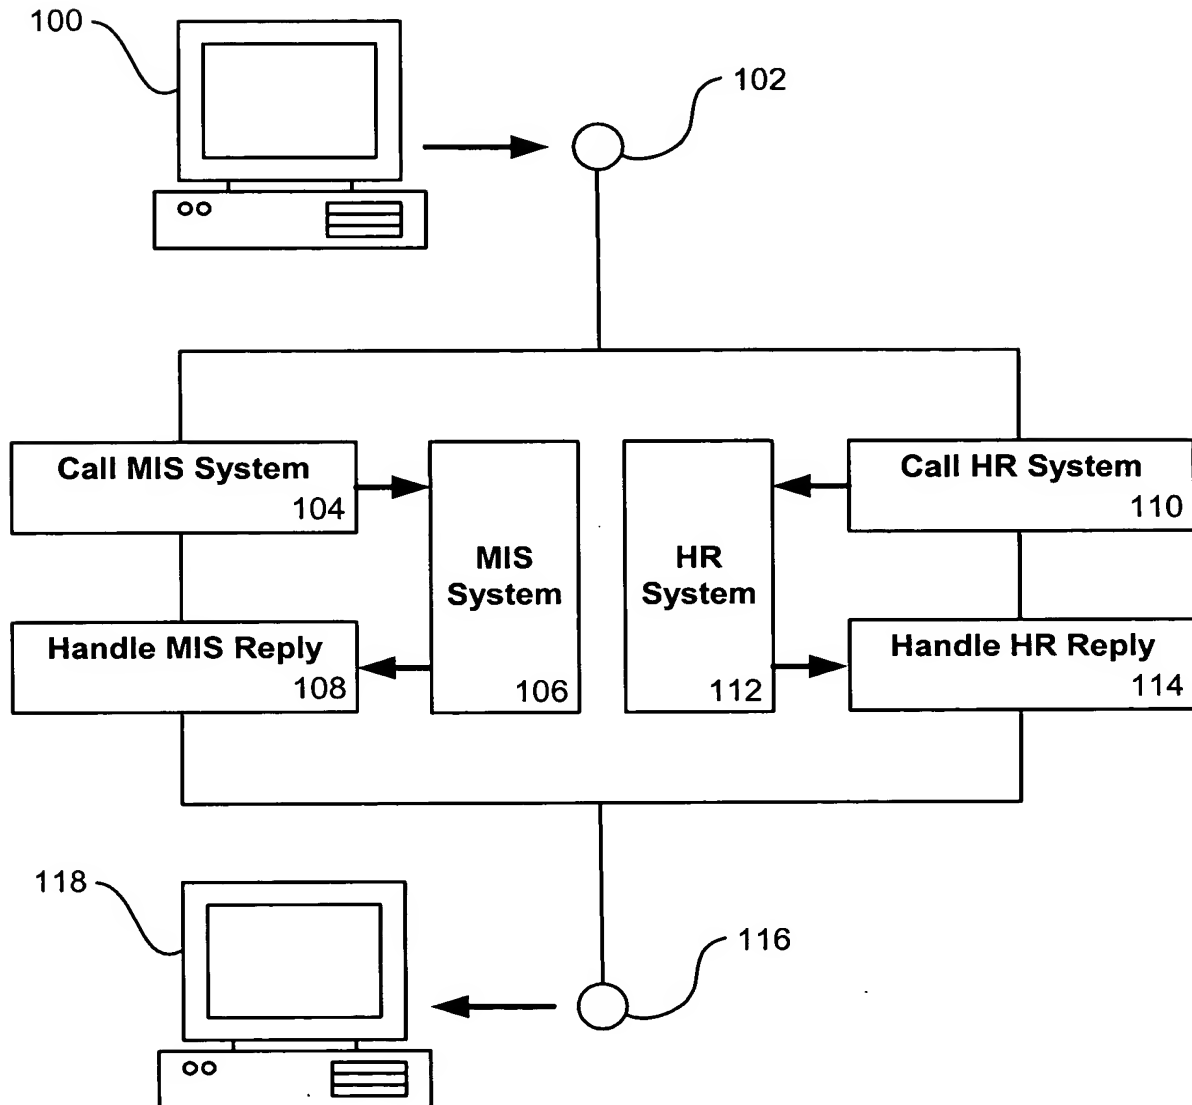 100
102
Call MIS System
104
MIS
System
106
HR
System
112
Call HR System
110
Handle MIS Reply
108
Handle HR Reply
114
118
116